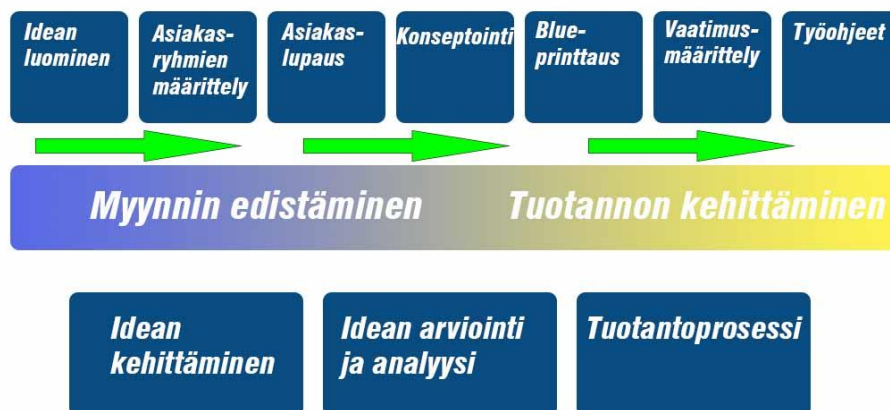 Idean
luominen
Asiakas-
ryhmien
määrittely
Asiakas-
lupaus
Konseptointi
Blue-
printtaus
Vaatimus-
määrittely
Työohjeet
Myynnin edistäminen
Tuotannon kehittäminen
Idean
kehittäminen
Idean arviointi
ja analyysi
Tuotantoprosessi